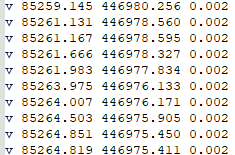 ▽ 85259.145 446980.256 0.002
▽ 85261.131 446978.560 0.002
▽ 85261.167 446978.595 0.002
▽ 85261.666 446978.327 0.002
▽ 85261.983 446977.834 0.002
▽ 85263.975 446976.133 0.002
▽ 85264.007 446976.171 0.002
▽ 85264.503 446975.905 0.002
▽ 85264.851 446975.450 0.002
▽ 85264.819 446975.411 0.002